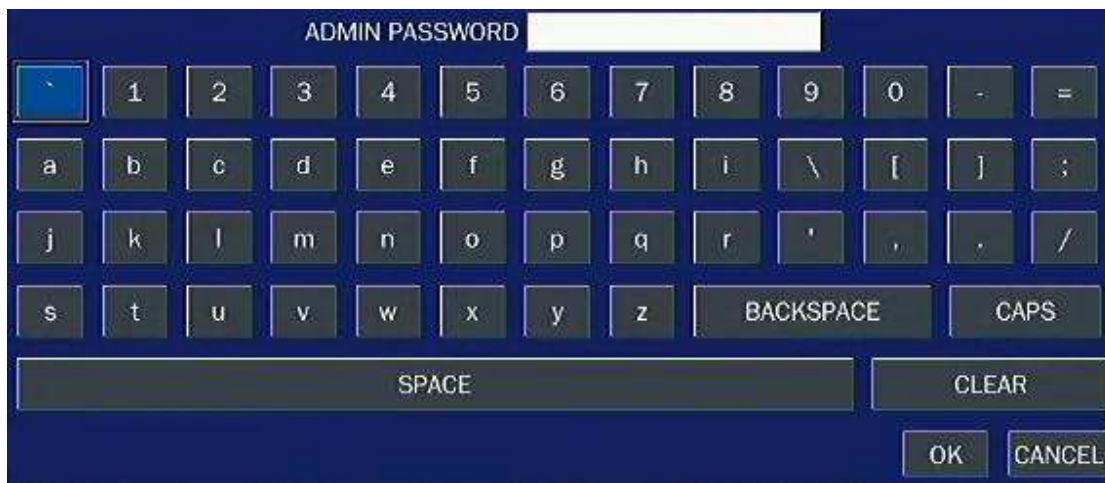 ADMIN PASSWORD
` 1 2 3 4 5 6 7 8 9 0 - =
a b c d e f g h i \ [ ] ;
j k l m n o p q r ' , . /
s t u v w x y z BACKSPACE CAPS
SPACE CLEAR
OK CANCEL